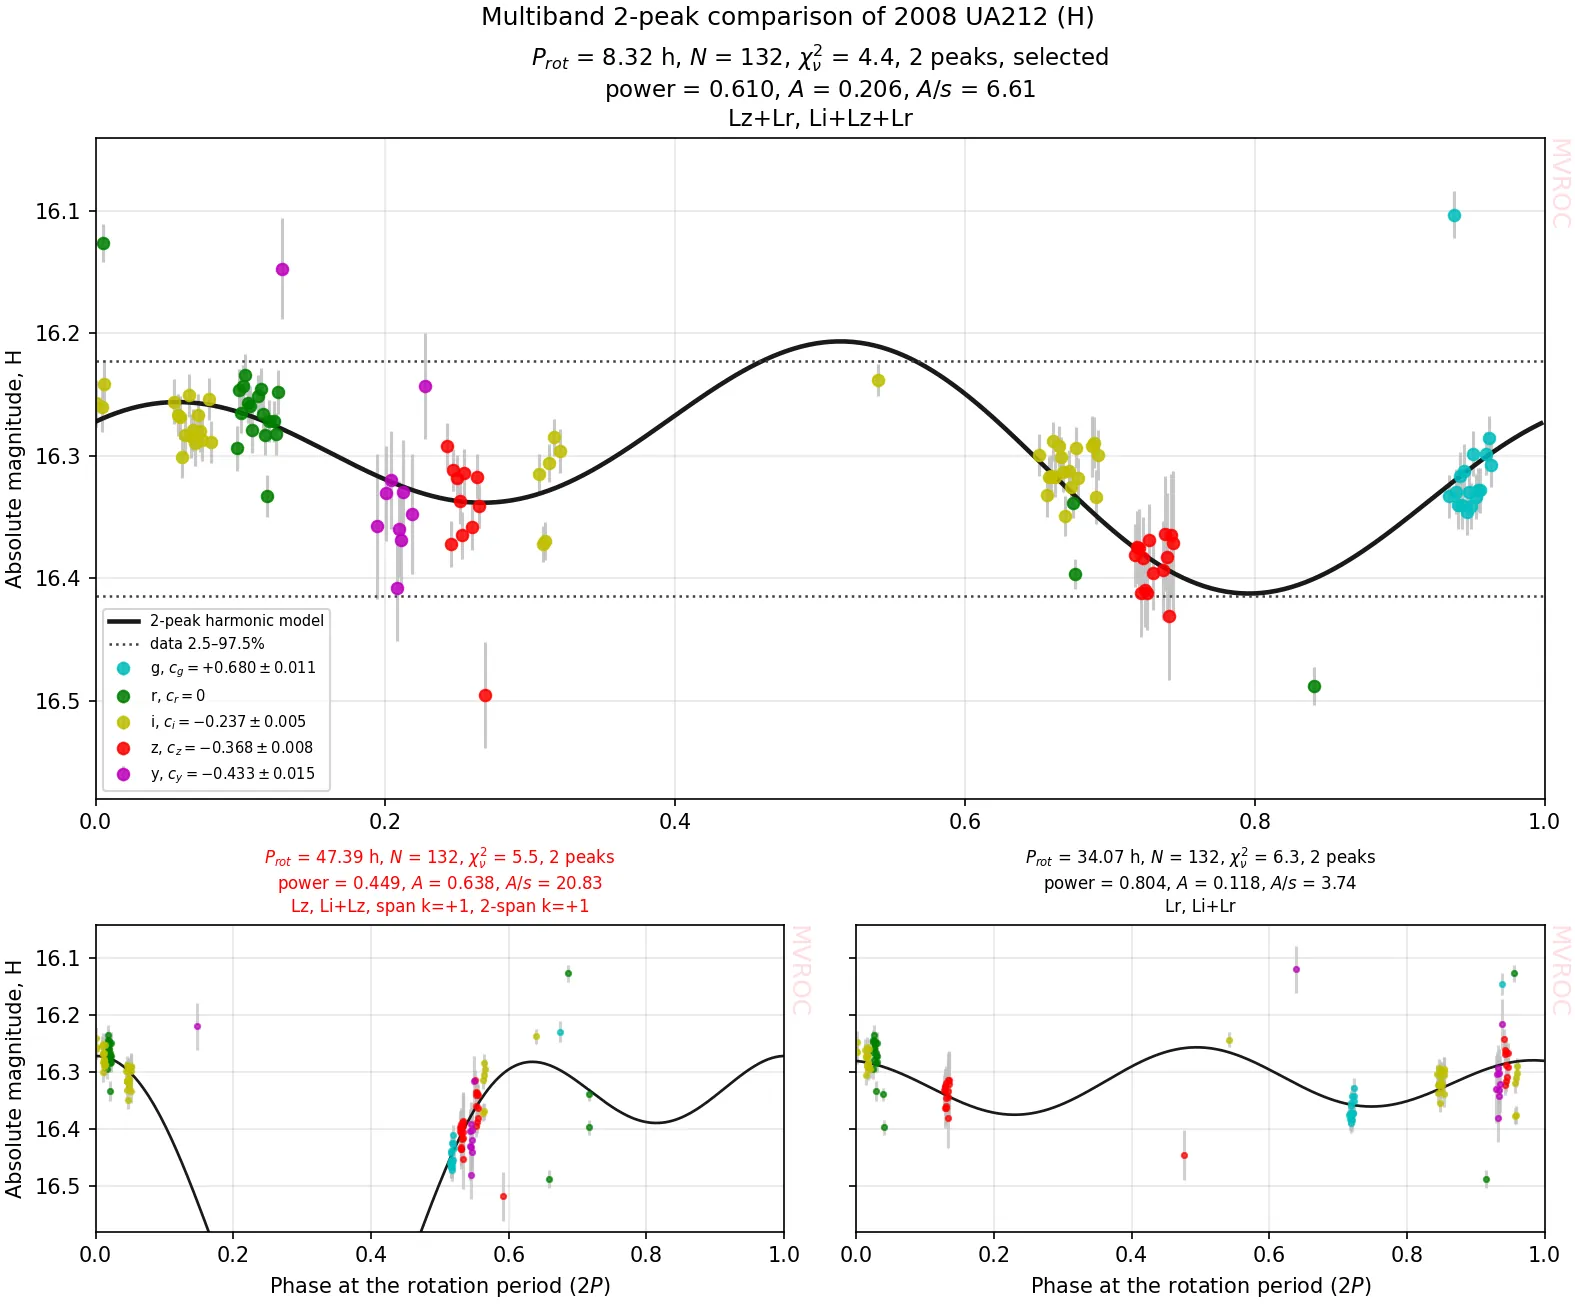 Multiband 2-peak comparison of 2008 UA212 (H)
P_rot = 8.32 h, N = 132, χ²_ν = 4.4, 2 peaks, selected
power = 0.610, A = 0.206, A/s = 6.61
Lz+Lr, Li+Lz+Lr
MVROC
Absolute magnitude, H
16.1
16.2
16.3
16.4
16.5
2-peak harmonic model
data 2.5–97.5%
g, c_g = +0.680 ± 0.011
r, c_r = 0
i, c_i = −0.237 ± 0.005
z, c_z = −0.368 ± 0.008
y, c_y = −0.433 ± 0.015
0.0 0.2 0.4 0.6 0.8 1.0
P_rot = 47.39 h, N = 132, χ²_ν = 5.5, 2 peaks
power = 0.449, A = 0.638, A/s = 20.83
Lz, Li+Lz, span k=+1, 2-span k=+1
MVROC
Absolute magnitude, H
16.1
16.2
16.3
16.4
16.5
0.0 0.2 0.4 0.6 0.8 1.0
Phase at the rotation period (2P)
P_rot = 34.07 h, N = 132, χ²_ν = 6.3, 2 peaks
power = 0.804, A = 0.118, A/s = 3.74
Lr, Li+Lr
MVROC
0.0 0.2 0.4 0.6 0.8 1.0
Phase at the rotation period (2P)